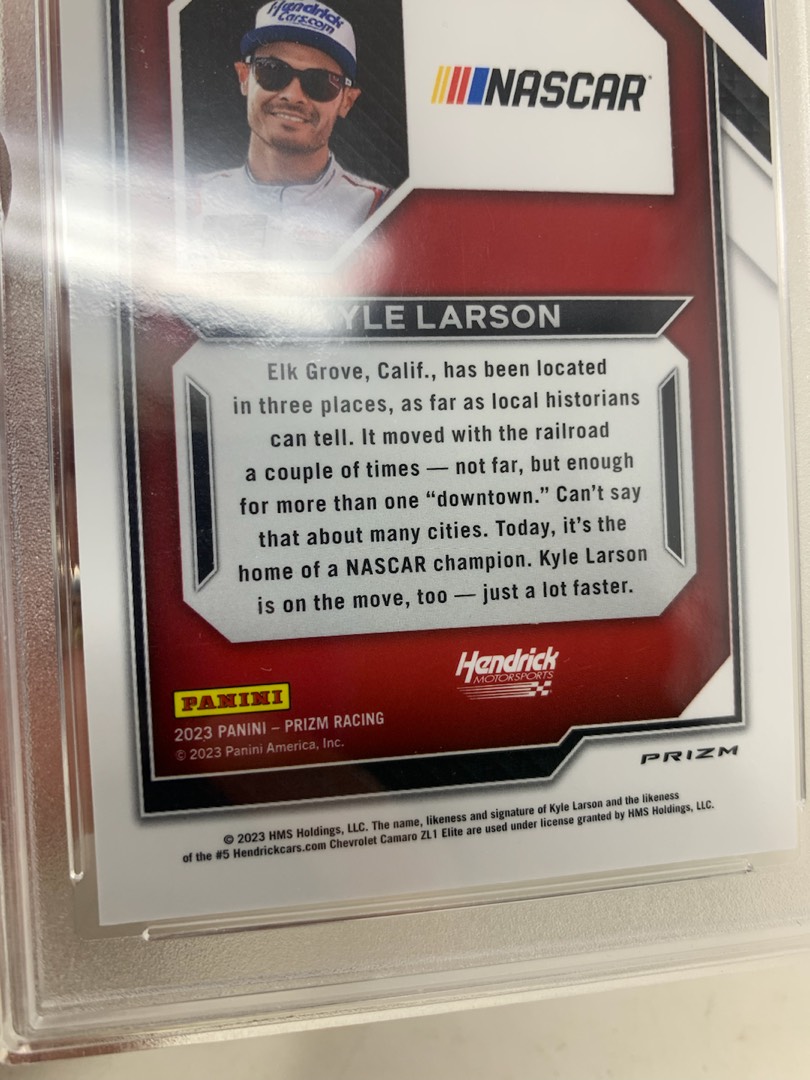 Hendrick
Cars.com
NASCAR
KYLE LARSON
Elk Grove, Calif., has been located
in three places, as far as local historians
can tell. It moved with the railroad
a couple of times — not far, but enough
for more than one “downtown.” Can’t say
that about many cities. Today, it’s the
home of a NASCAR champion. Kyle Larson
is on the move, too — just a lot faster.
Hendrick
MOTORSPORTS
PANINI
2023 PANINI – PRIZM RACING
© 2023 Panini America, Inc.
PRIZM
© 2023 HMS Holdings, LLC. The name, likeness and signature of Kyle Larson and the likeness
of the #5 Hendrickcars.com Chevrolet Camaro ZL1 Elite are used under license granted by HMS Holdings, LLC.